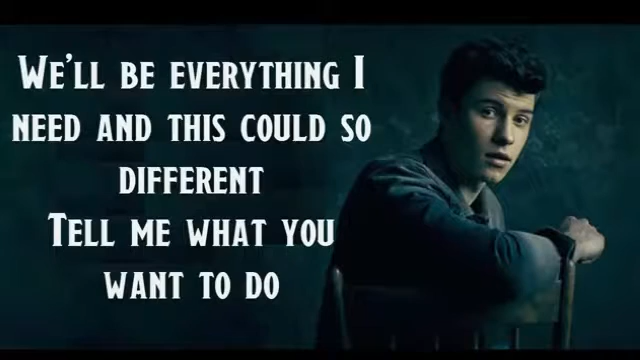 We'll be everything I
need and this could so
different
Tell me what you
want to do